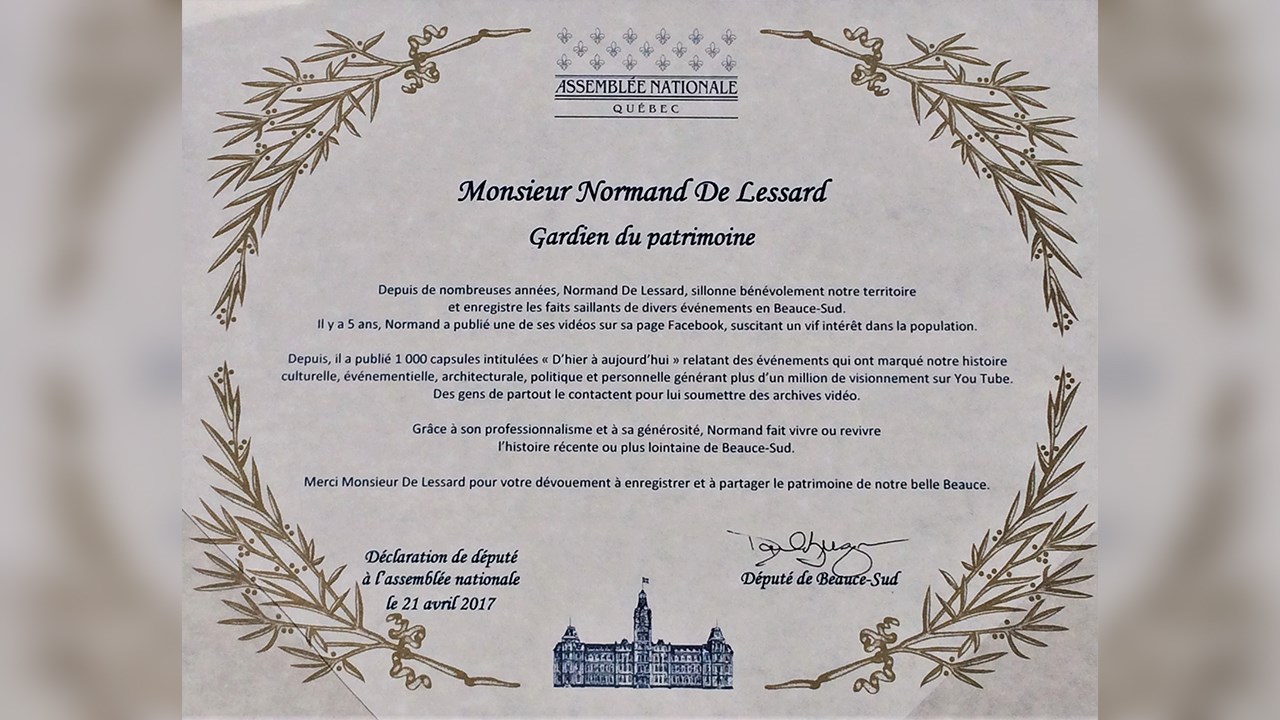 ASSEMBLÉE NATIONALE
QUÉBEC
Monsieur Normand De Lessard
Gardien du patrimoine
Depuis de nombreuses années, Normand De Lessard, sillonne bénévolement notre territoire
et enregistre les faits saillants de divers événements en Beauce-Sud.
Il y a 5 ans, Normand a publié une de ses vidéos sur sa page Facebook, suscitant un vif intérêt dans la population.
Depuis, il a publié 1 000 capsules intitulées « D’hier à aujourd’hui » relatant des événements qui ont marqué notre histoire
culturelle, événementielle, architecturale, politique et personnelle générant plus d’un million de visionnement sur You Tube.
Des gens de partout le contactent pour lui soumettre des archives vidéo.
Grâce à son professionnalisme et à sa générosité, Normand fait vivre ou revivre
l’histoire récente ou plus lointaine de Beauce-Sud.
Merci Monsieur De Lessard pour votre dévouement à enregistrer et à partager le patrimoine de notre belle Beauce.
Déclaration de député
à l’assemblée nationale
le 21 avril 2017
Député de Beauce-Sud